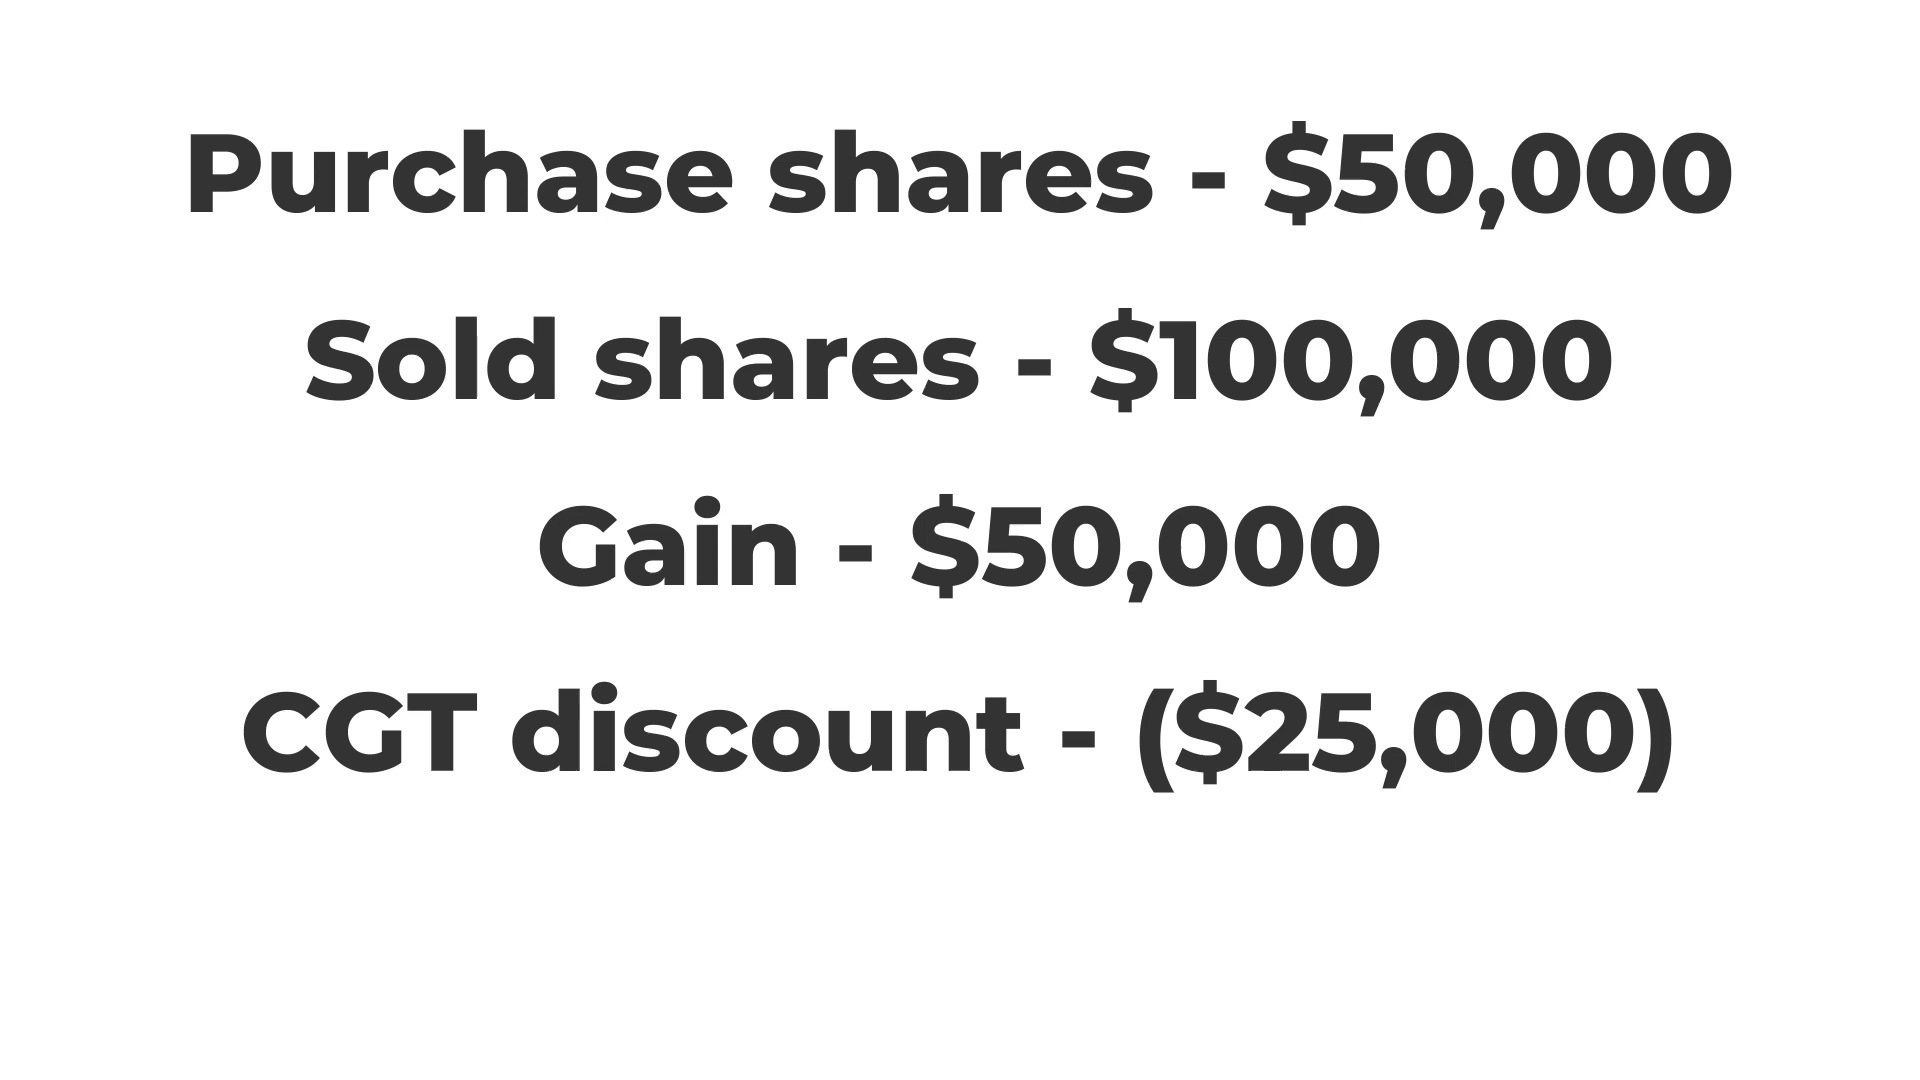 Purchase shares - $50,000
Sold shares - $100,000
Gain - $50,000
CGT discount - ($25,000)